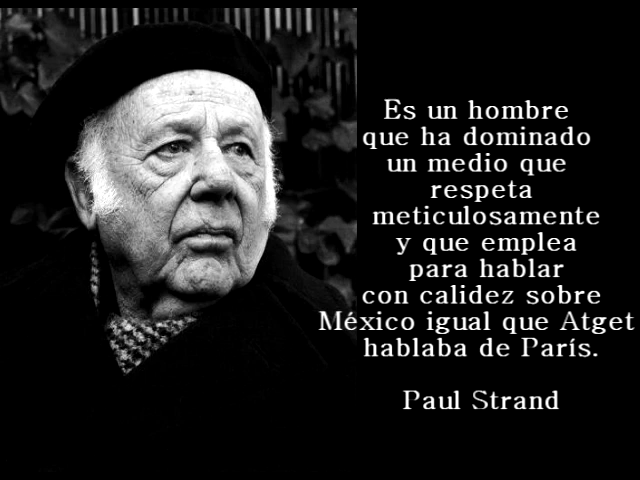 Es un hombre
que ha dominado
un medio que
respeta
meticulosamente
y que emplea
para hablar
con calidez sobre
México igual que Atget
hablaba de París.
Paul Strand